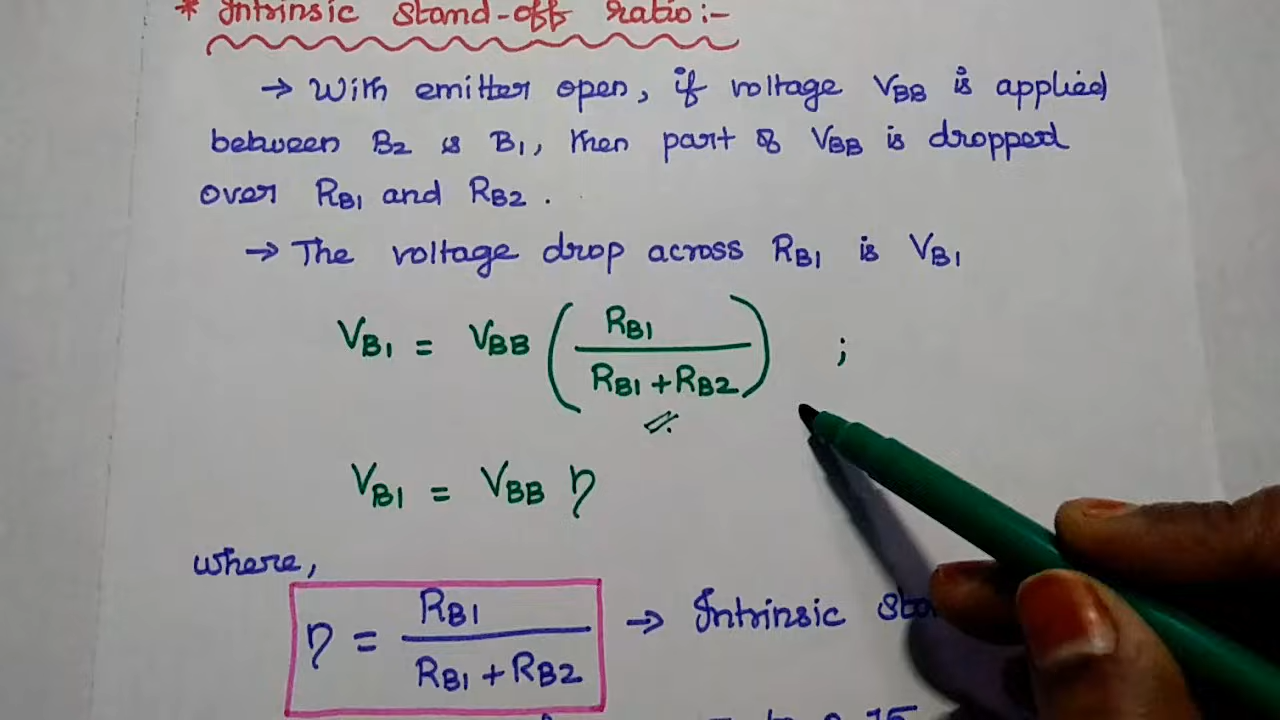 * Intrinsic stand-off ratio:-
→ With emitter open, if voltage VBB is applied
between B2 & B1, then part of VBB is dropped
over RB1 and RB2.
→ The voltage drop across RB1 is VB1
VB1 = VBB (RB1 / RB1 + RB2) ;
VB1 = VBB η
where,
η = RB1 / RB1 + RB2 → Intrinsic